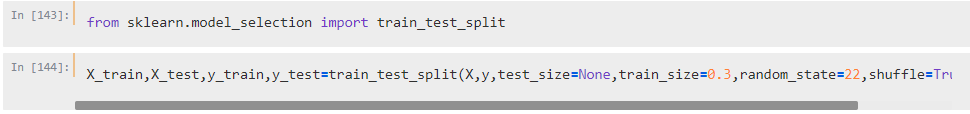 In [143]: from sklearn.model_selection import train_test_split
In [144]: X_train,X_test,y_train,y_test=train_test_split(X,y,test_size=None,train_size=0.3,random_state=22,shuffle=Tru